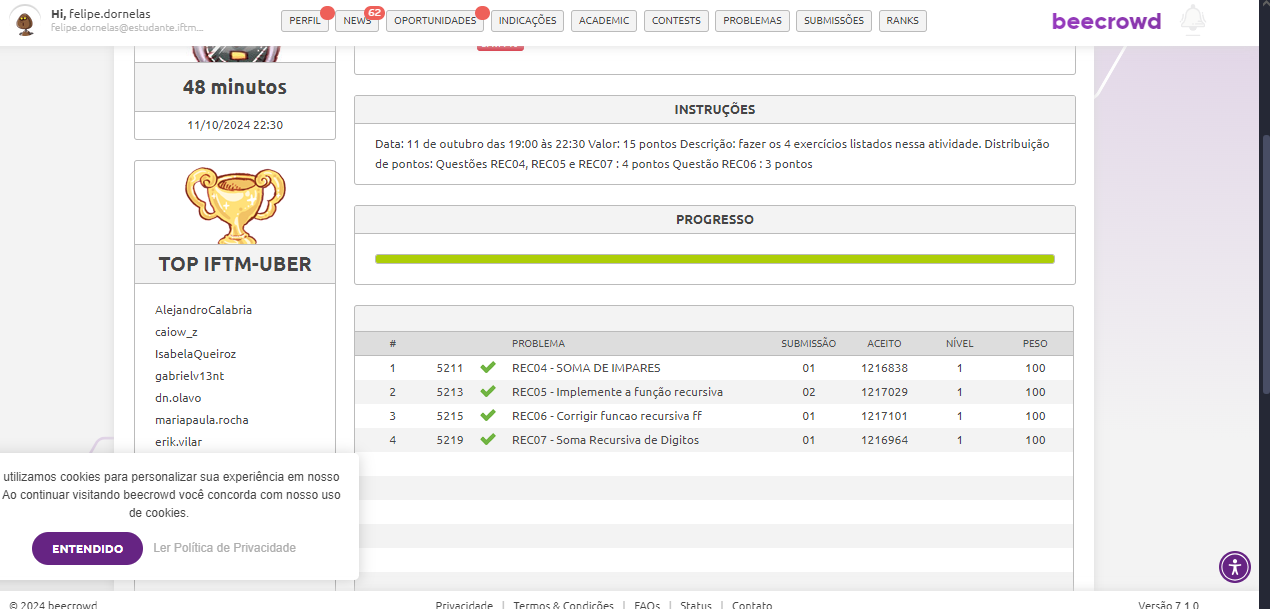 Hi, felipe.dornelas
felipe.dornelas@estudante.iftm...
PERFIL
NEWS
62
OPORTUNIDADES
INDICAÇÕES
ACADEMIC
CONTESTS
PROBLEMAS
SUBMISSÕES
RANKS
beecrowd
48 minutos
11/10/2024 22:30
INSTRUÇÕES
Data: 11 de outubro das 19:00 às 22:30 Valor: 15 pontos Descrição: fazer os 4 exercícios listados nessa atividade. Distribuição
de pontos: Questões REC04, REC05 e REC07 : 4 pontos Questão REC06 : 3 pontos
PROGRESSO
TOP IFTM-UBER
AlejandroCalabria
caiow_z
IsabelaQueiroz
gabrielv13nt
dn.olavo
mariapaula.rocha
erik.vilar
# PROBLEMA SUBMISSÃO ACEITO NÍVEL PESO
1 5211 REC04 - SOMA DE IMPARES 01 1216838 1 100
2 5213 REC05 - Implemente a função recursiva 02 1217029 1 100
3 5215 REC06 - Corrigir funcao recursiva ff 01 1217101 1 100
4 5219 REC07 - Soma Recursiva de Digitos 01 1216964 1 100
utilizamos cookies para personalizar sua experiência em nosso
Ao continuar visitando beecrowd você concorda com nosso uso
de cookies.
ENTENDIDO
Ler Política de Privacidade
© 2024 beecrowd
Privacidade | Termos & Condições | FAQs | Status | Contato
Versão 7.1.0